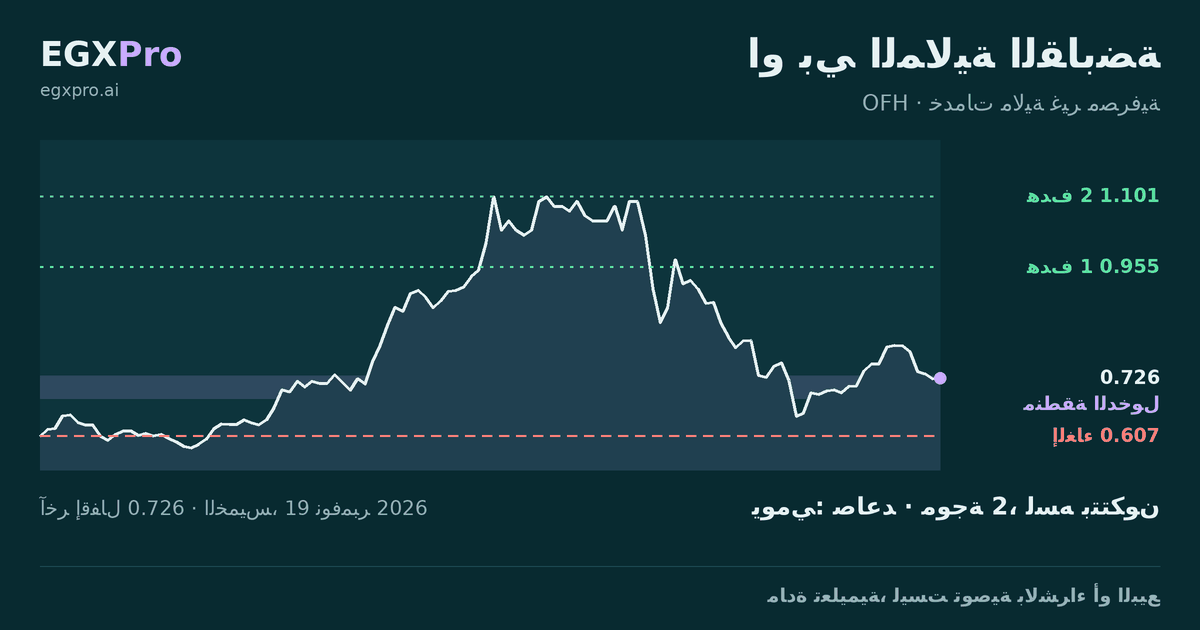 EGXPro
egxpro.ai
او بي المالية القابضة
OFH · خدمات مالية غير مصرفية
هدف 2 1.101
هدف 1 0.955
0.726
منطقة الدخول
إلغاء 0.607
يومي: صاعد · موجة 2، لسه بتتكون
آخر إقفال 0.726 · الخميس، 19 نوفمبر 2026
مادة تعليمية، ليست توصية بالشراء أو البيع